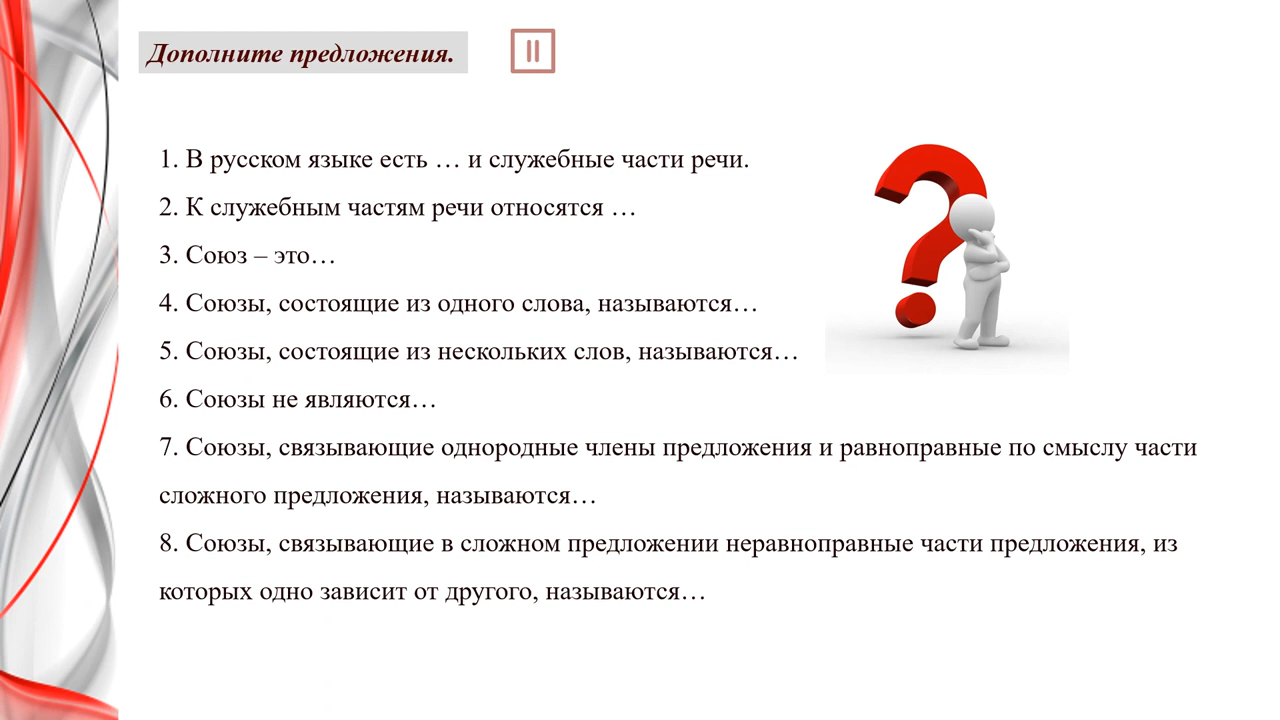 Дополните предложения.
1. В русском языке есть … и служебные части речи.
2. К служебным частям речи относятся …
3. Союз – это…
4. Союзы, состоящие из одного слова, называются…
5. Союзы, состоящие из нескольких слов, называются…
6. Союзы не являются…
7. Союзы, связывающие однородные члены предложения и равноправные по смыслу части
сложного предложения, называются…
8. Союзы, связывающие в сложном предложении неравноправные части предложения, из
которых одно зависит от другого, называются…